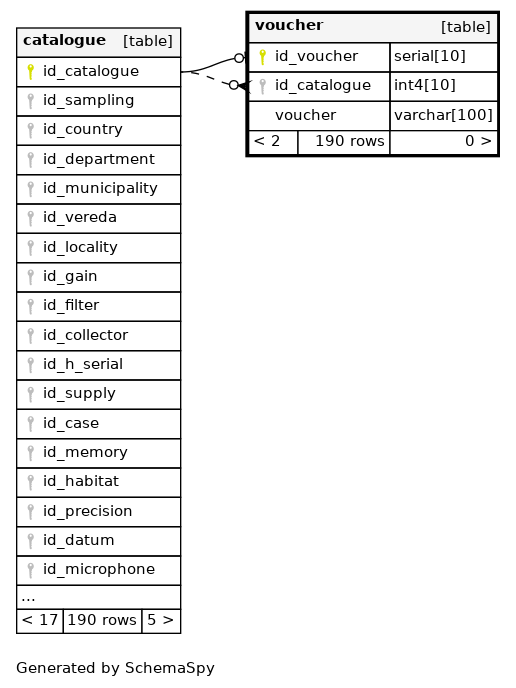 catalogue [table]
id_catalogue
id_sampling
id_country
id_department
id_municipality
id_vereda
id_locality
id_gain
id_filter
id_collector
id_h_serial
id_supply
id_case
id_memory
id_habitat
id_precision
id_datum
id_microphone
...
< 17 190 rows 5 >
voucher [table]
id_voucher serial[10]
id_catalogue int4[10]
voucher varchar[100]
< 2 190 rows 0 >
Generated by SchemaSpy